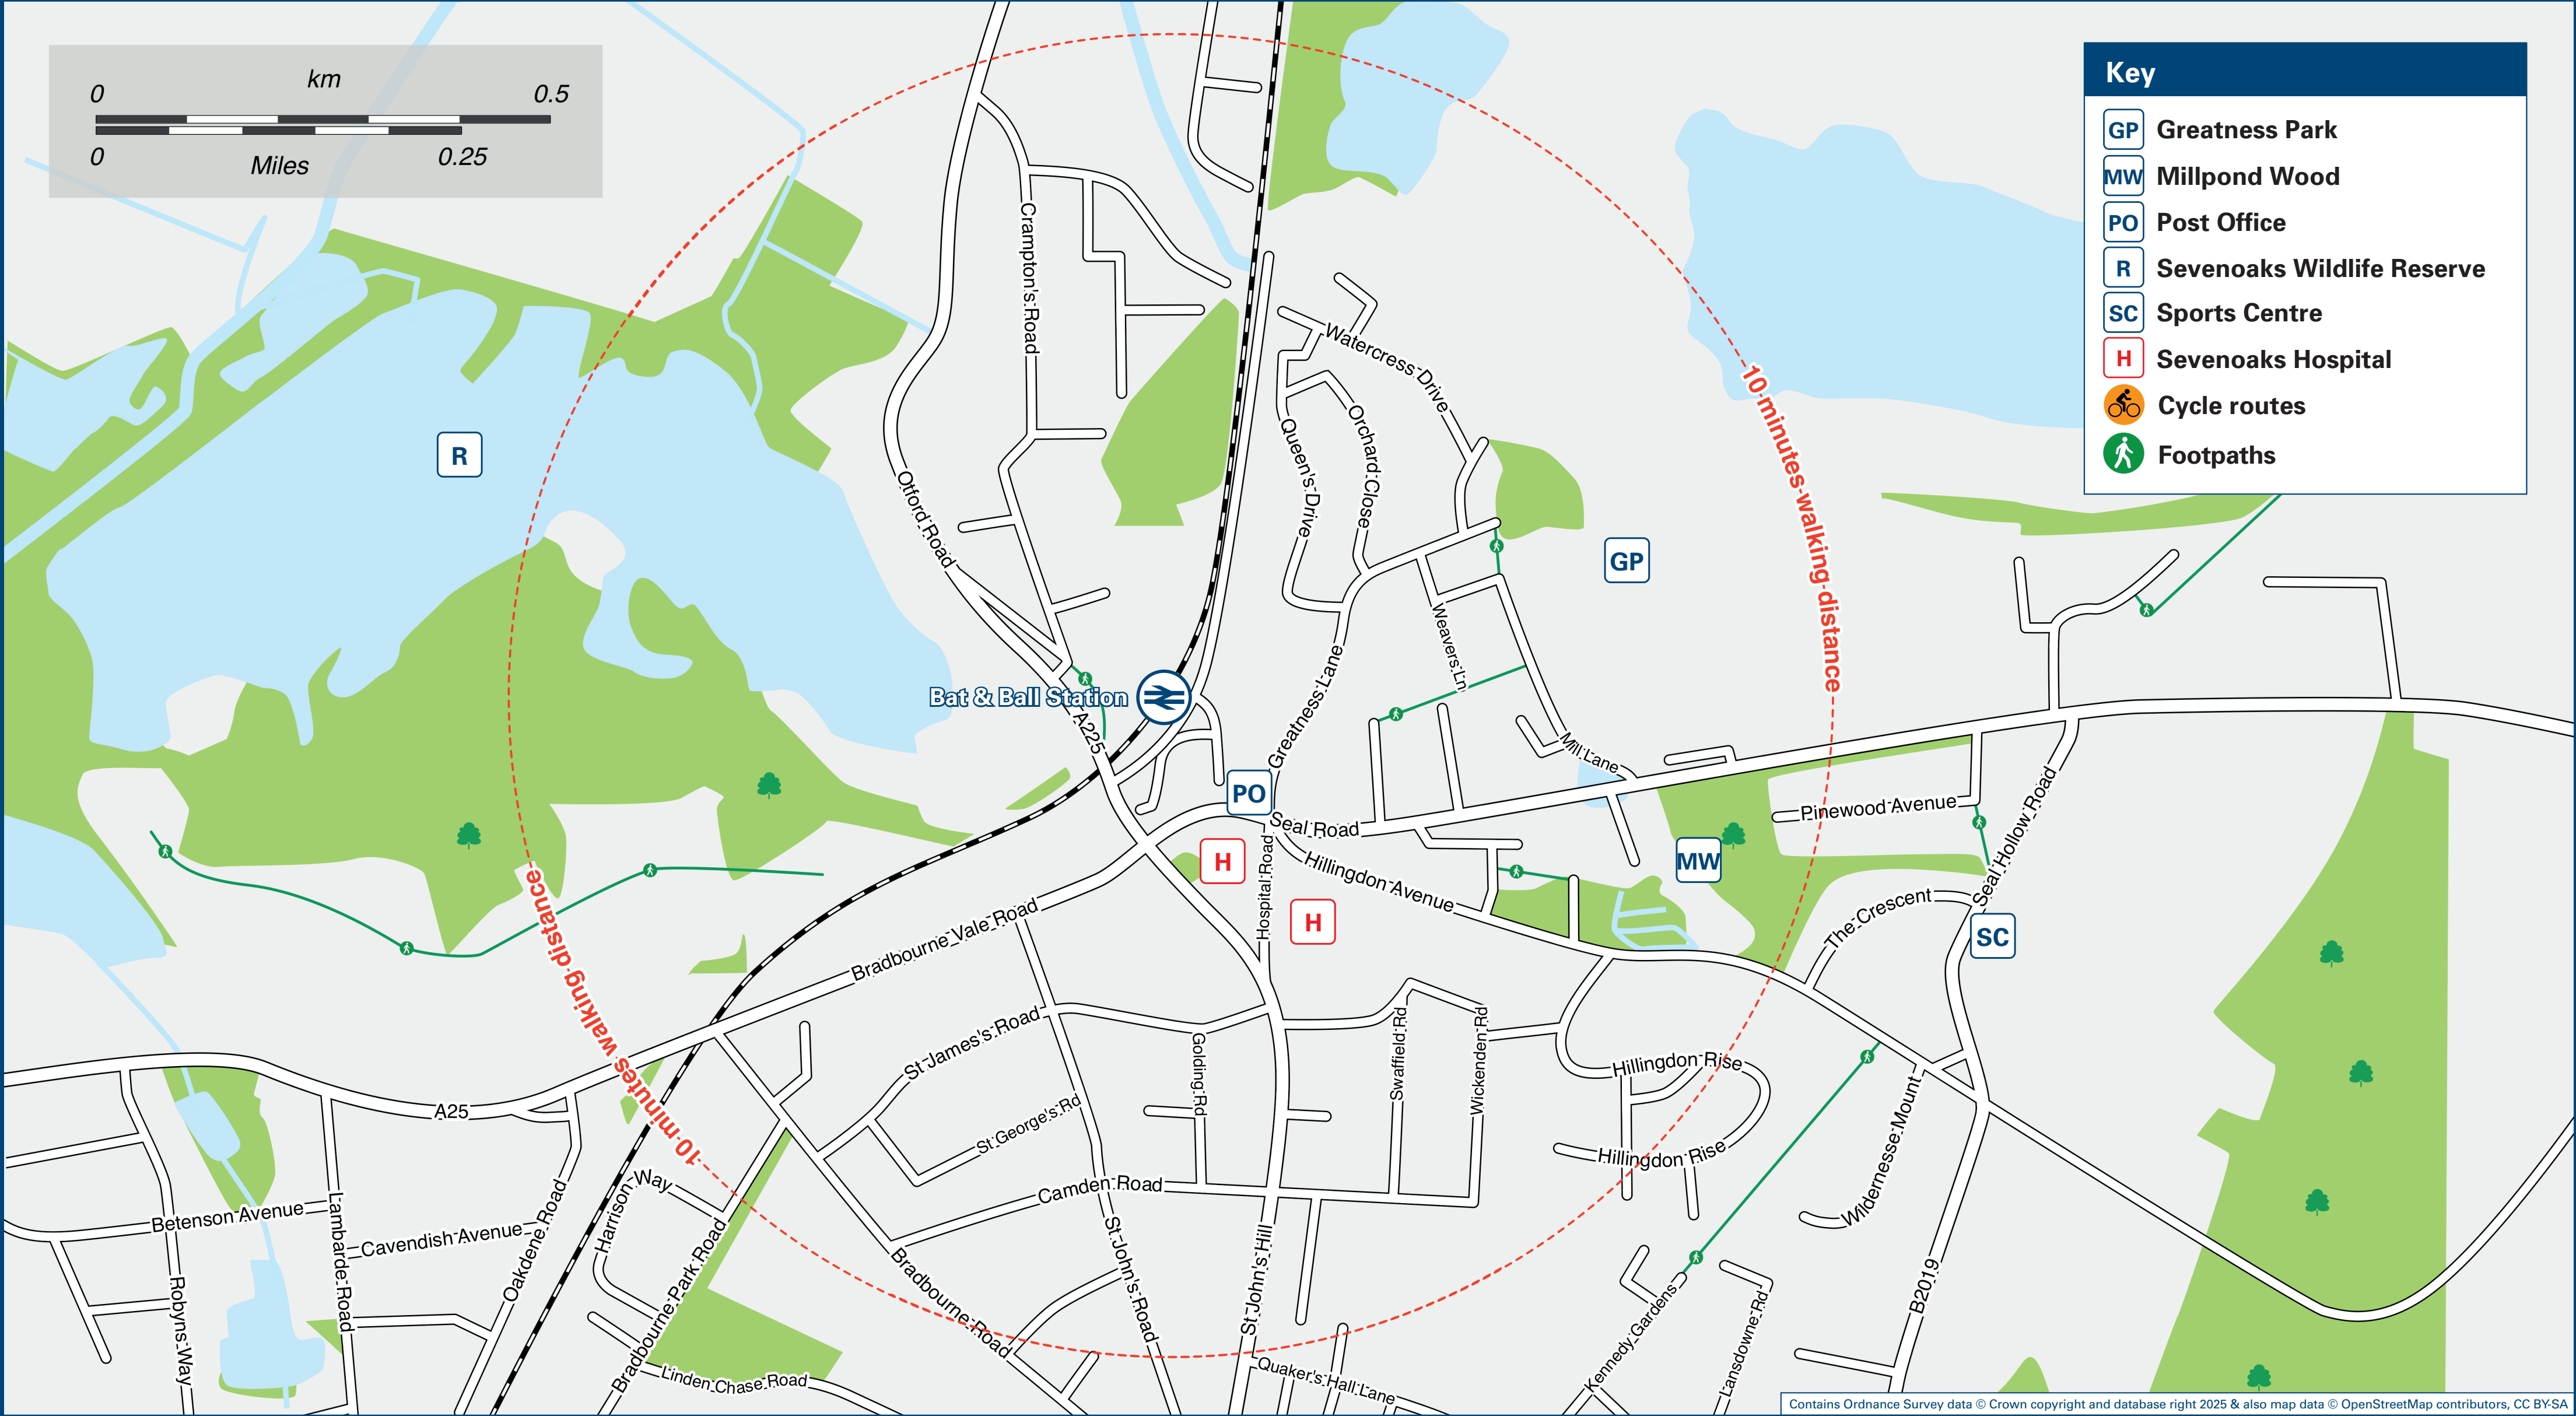 km
0 0.5
0 0.25
Miles
Key
GP Greatness Park
MW Millpond Wood
PO Post Office
R Sevenoaks Wildlife Reserve
SC Sports Centre
H Sevenoaks Hospital
Cycle routes
Footpaths
Crampton's Road
Watercress Drive
10 minutes walking distance
Orchard Close
Queen's Drive
R
Otford Road
GP
Weavers Ln
Greatness Lane
Bat & Ball Station
A225
Mill Lane
PO
Seal Road
Pinewood Avenue
Seal Hollow Road
H
MW
Hospital Road
Hillingdon Avenue
H
The Crescent
SC
10 minutes walking distance
Bradbourne Vale Road
St James's Road
Golding Rd
Swaffield Rd
Wickenden Rd
Hillingdon Rise
A25
St George's Rd
Hillingdon Rise
Wildernesse Mount
Harrison Way
Camden Road
Betenson Avenue
Lambarde Road
Cavendish Avenue
Oakdene Road
Robyns Way
Bradbourne Park Road
Bradbourne Road
St John's Road
St John's Hill
B2019
Kennedy Gardens
Lansdowne Rd
Linden Chase Road
Quaker's Hall Lane
Contains Ordnance Survey data © Crown copyright and database right 2025 & also map data © OpenStreetMap contributors, CC BY-SA